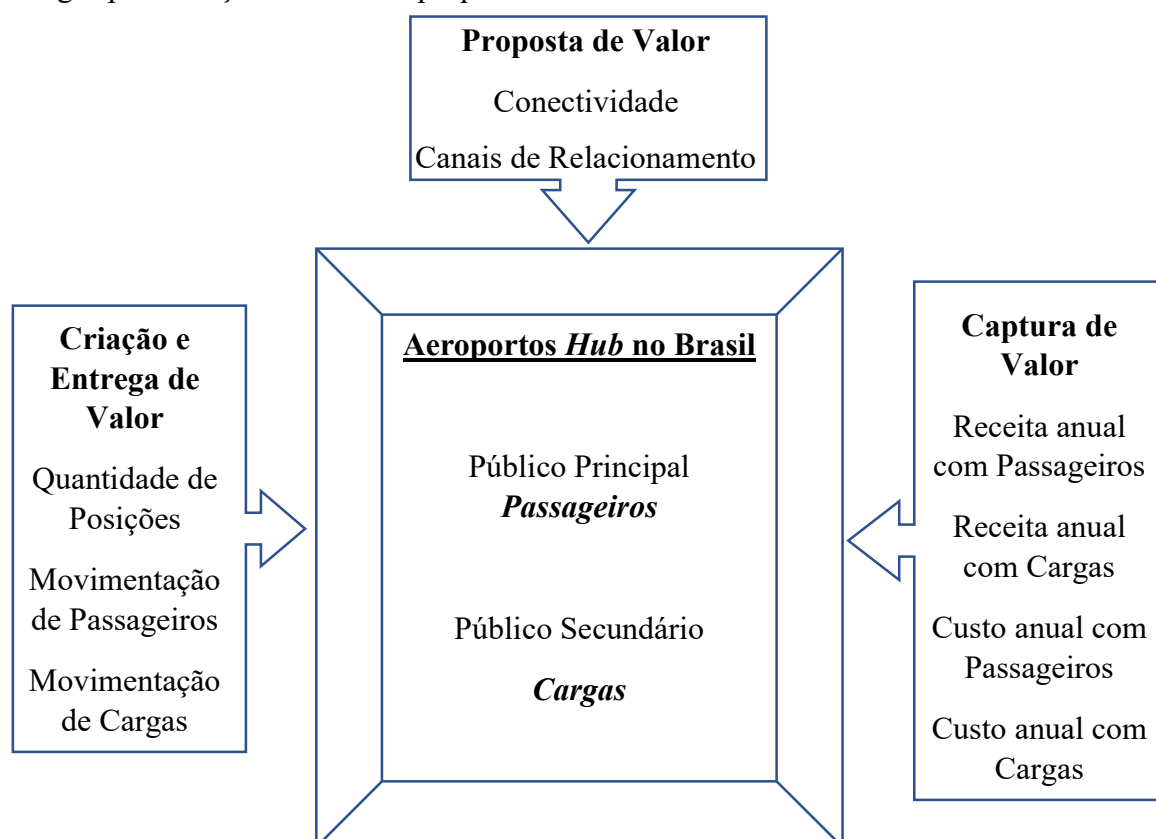 Proposta de Valor
Conectividade
Canais de Relacionamento
Criação e
Entrega de
Valor
Quantidade de
Posições
Movimentação
de Passageiros
Movimentação
de Cargas
Aeroportos Hub no Brasil
Público Principal
Passageiros
Público Secundário
Cargas
Captura de
Valor
Receita anual
com Passageiros
Receita anual
com Cargas
Custo anual com
Passageiros
Custo anual com
Cargas